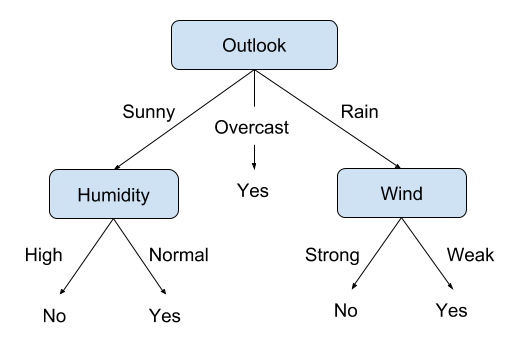 Outlook
Sunny
Rain
Overcast
Yes
Humidity
Wind
High
Normal
Strong
Weak
No
Yes
No
Yes